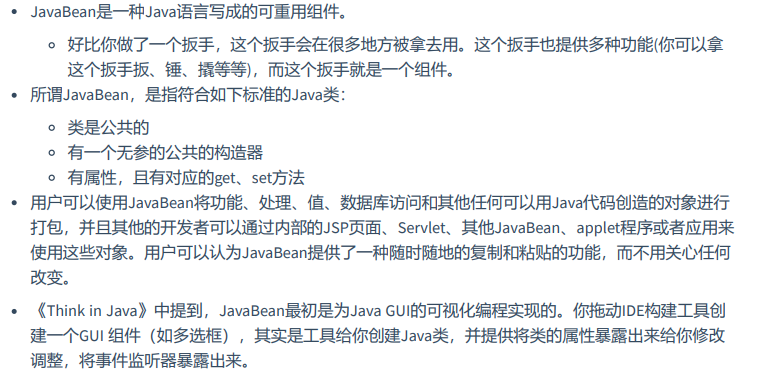 JavaBean是一种Java语言写成的可重用组件。
好比你做了一个扳手，这个扳手会在很多地方被拿去用。这个扳手也提供多种功能(你可以拿
这个扳手扳、锤、撬等等)，而这个扳手就是一个组件。
所谓JavaBean，是指符合如下标准的Java类：
类是公共的
有一个无参的公共的构造器
有属性，且有对应的get、set方法
用户可以使用JavaBean将功能、处理、值、数据库访问和其他任何可以用Java代码创造的对象进行
打包，并且其他的开发者可以通过内部的JSP页面、Servlet、其他JavaBean、applet程序或者应用来
使用这些对象。用户可以认为JavaBean提供了一种随时随地的复制和粘贴的功能，而不用关心任何
改变。
《Think in Java》中提到，JavaBean最初是为Java GUI的可视化编程实现的。你拖动IDE构建工具创
建一个GUI 组件（如多选框），其实是工具给你创建Java类，并提供将类的属性暴露出来给你修改
调整，将事件监听器暴露出来。